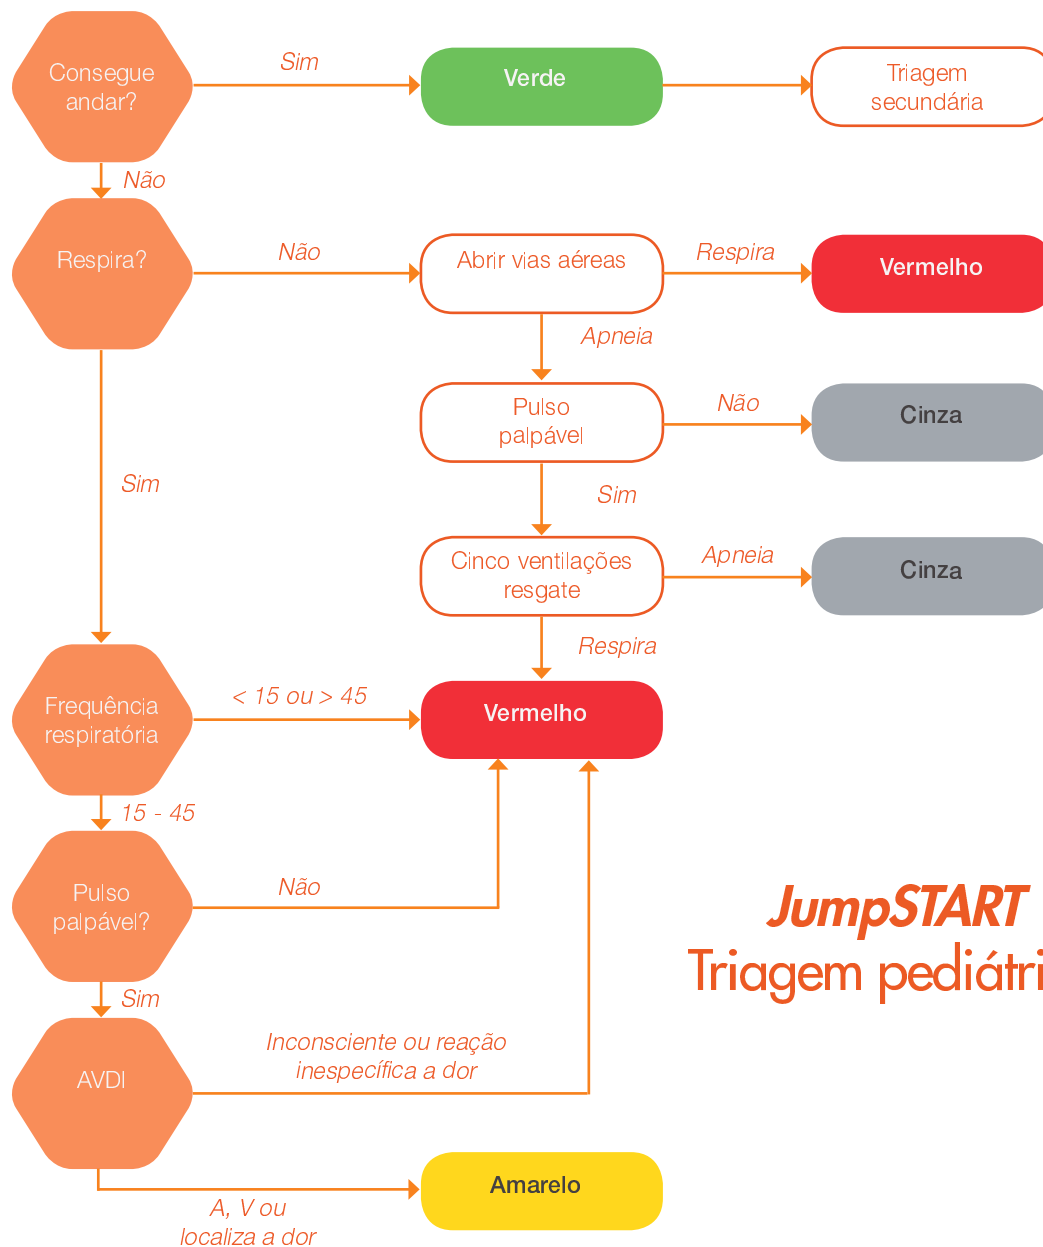 Consegue
andar?
Sim
Verde
Triagem
secundária
Não
Respira?
Não
Abrir vias aéreas
Respira
Vermelho
Apneia
Pulso
palpável
Não
Cinza
Sim
Sim
Cinco ventilações
resgate
Apneia
Cinza
Respira
Frequência
respiratória
< 15 ou > 45
Vermelho
15 - 45
Pulso
palpável?
Não
JumpSTART
Triagem pediátri
Sim
AVDI
Inconsciente ou reação
inespecífica a dor
Amarelo
A, V ou
localiza a dor